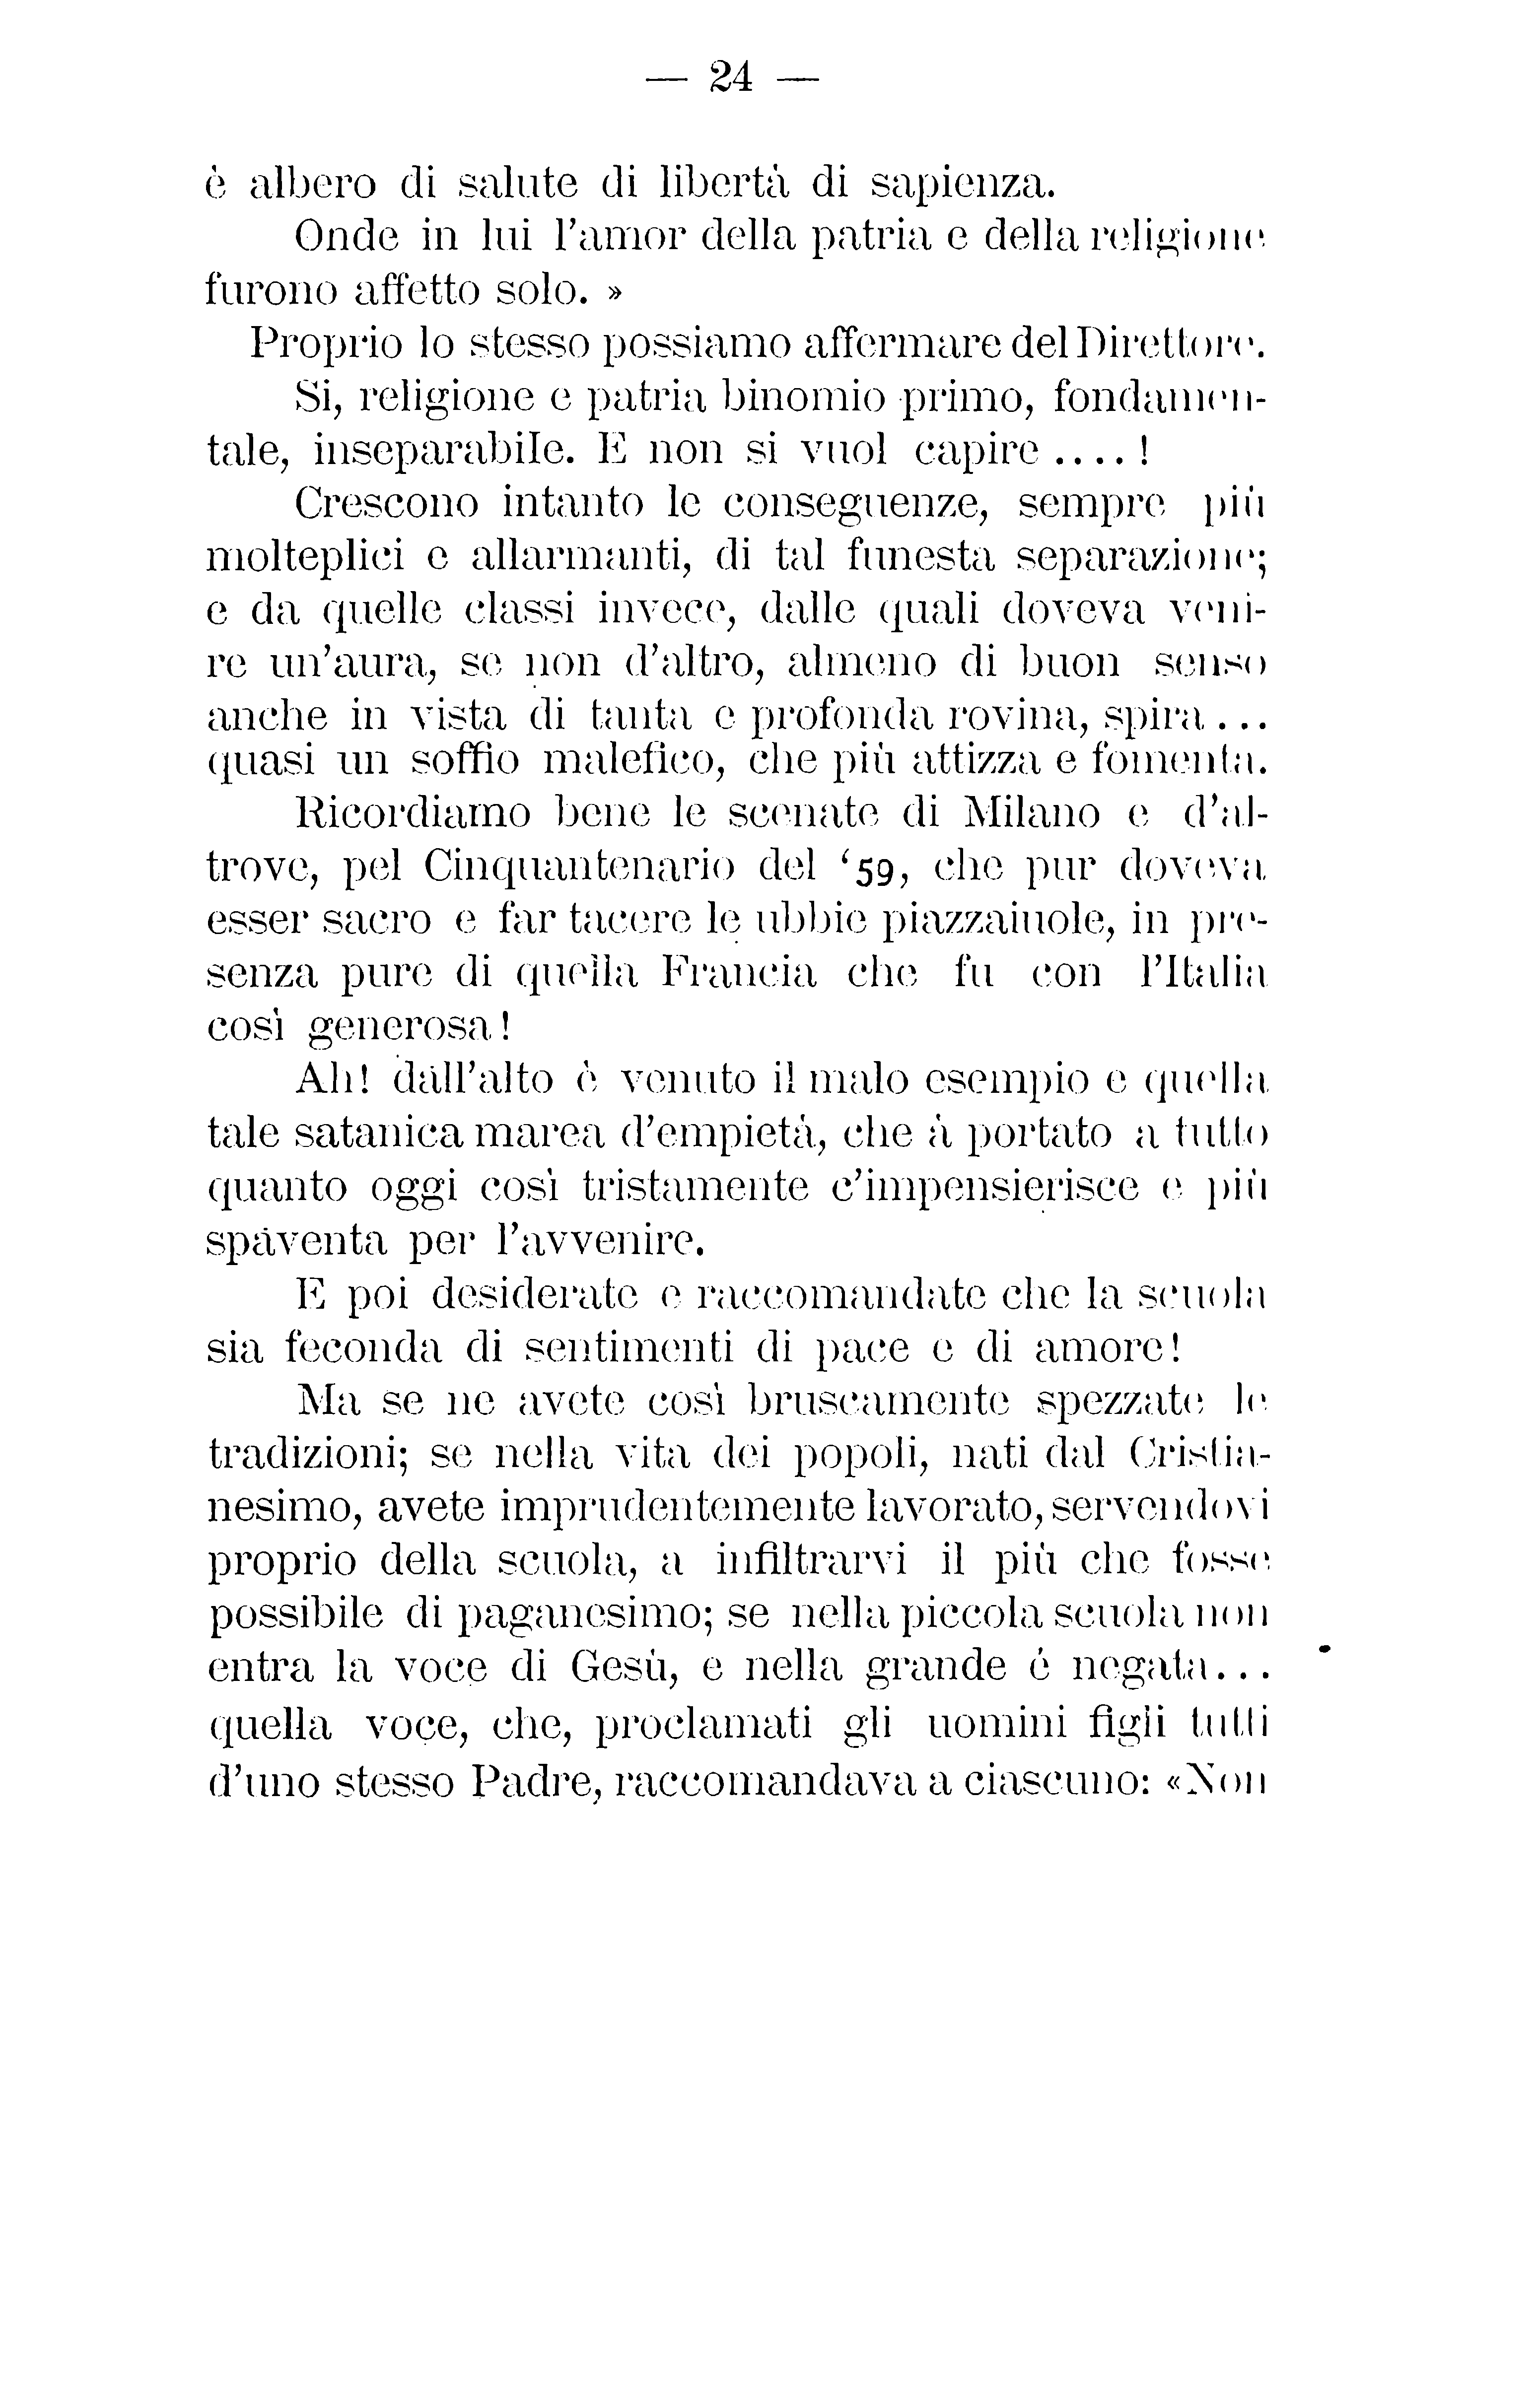 — 24 —
è albero di salute di libertà di sapienza.
Onde in lui l'amor della patria e della religione
furono affetto solo. »
Proprio lo stesso possiamo affermare del Direttore.
Si, religione e patria binomio primo, fondamen-
tale, inseparabile. E non si vuol capire .... !
Crescono intanto le conseguenze, sempre più
molteplici e allarmanti, di tal funesta separazione;
e da quelle classi invece, dalle quali doveva veni-
re un'aura, se non d'altro, almeno di buon senso
anche in vista di tanta e profonda rovina, spira...
quasi un soffio malefico, che più attizza e fomenta.
Ricordiamo bene le scenate di Milano e d'al-
trove, pel Cinquantenario del ‘59, che pur doveva
esser sacro e far tacere le ubbie piazzaiuole, in pre-
senza pure di quella Francia che fu con l'Italia
così generosa!
Ah! dall'alto è venuto il malo esempio e quella
tale satanica marea d'empietà, che à portato a tutto
quanto oggi così tristamente c'impensierisce e più
spaventa per l'avvenire.
E poi desiderate e raccomandate che la scuola
sia feconda di sentimenti di pace e di amore!
Ma se ne avete così bruscamente spezzate le
tradizioni; se nella vita dei popoli, nati dal Cristia-
nesimo, avete imprudentemente lavorato, servendovi
proprio della scuola, a infiltrarvi il più che fosse
possibile di paganesimo; se nella piccola scuola non
entra la voce di Gesù, e nella grande è negata...
quella voce, che, proclamati gli uomini figli tutti
d'uno stesso Padre, raccomandava a ciascuno: «Non